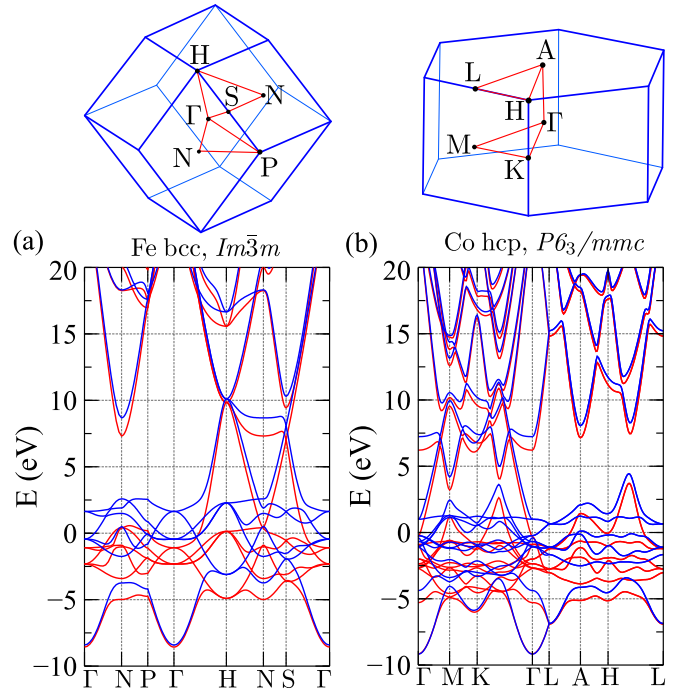 H
N
S
Γ
N
P
A
L
H
Γ
M
K
(a) Fe bcc, Im3̄m
20
15
10
5
0
−5
−10
E (eV)
Γ N P Γ H N S Γ
(b) Co hcp, P6₃/mmc
20
15
10
5
0
−5
−10
E (eV)
Γ M K Γ L A H L